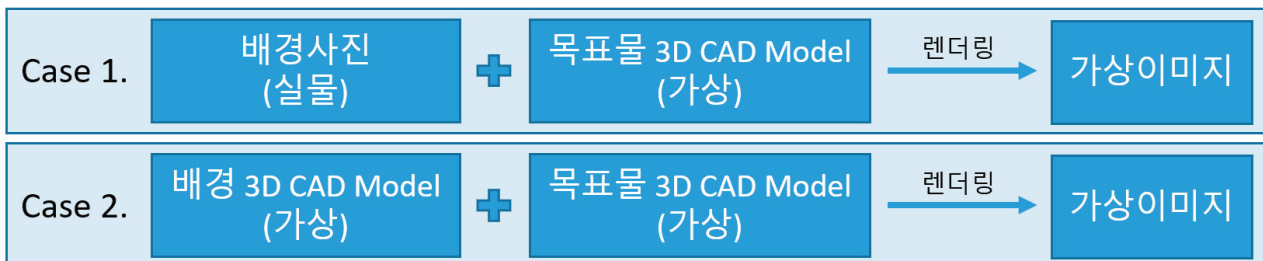 Case 1.
배경사진
(실물)
목표물 3D CAD Model
(가상)
렌더링
가상이미지
Case 2.
배경 3D CAD Model
(가상)
목표물 3D CAD Model
(가상)
렌더링
가상이미지